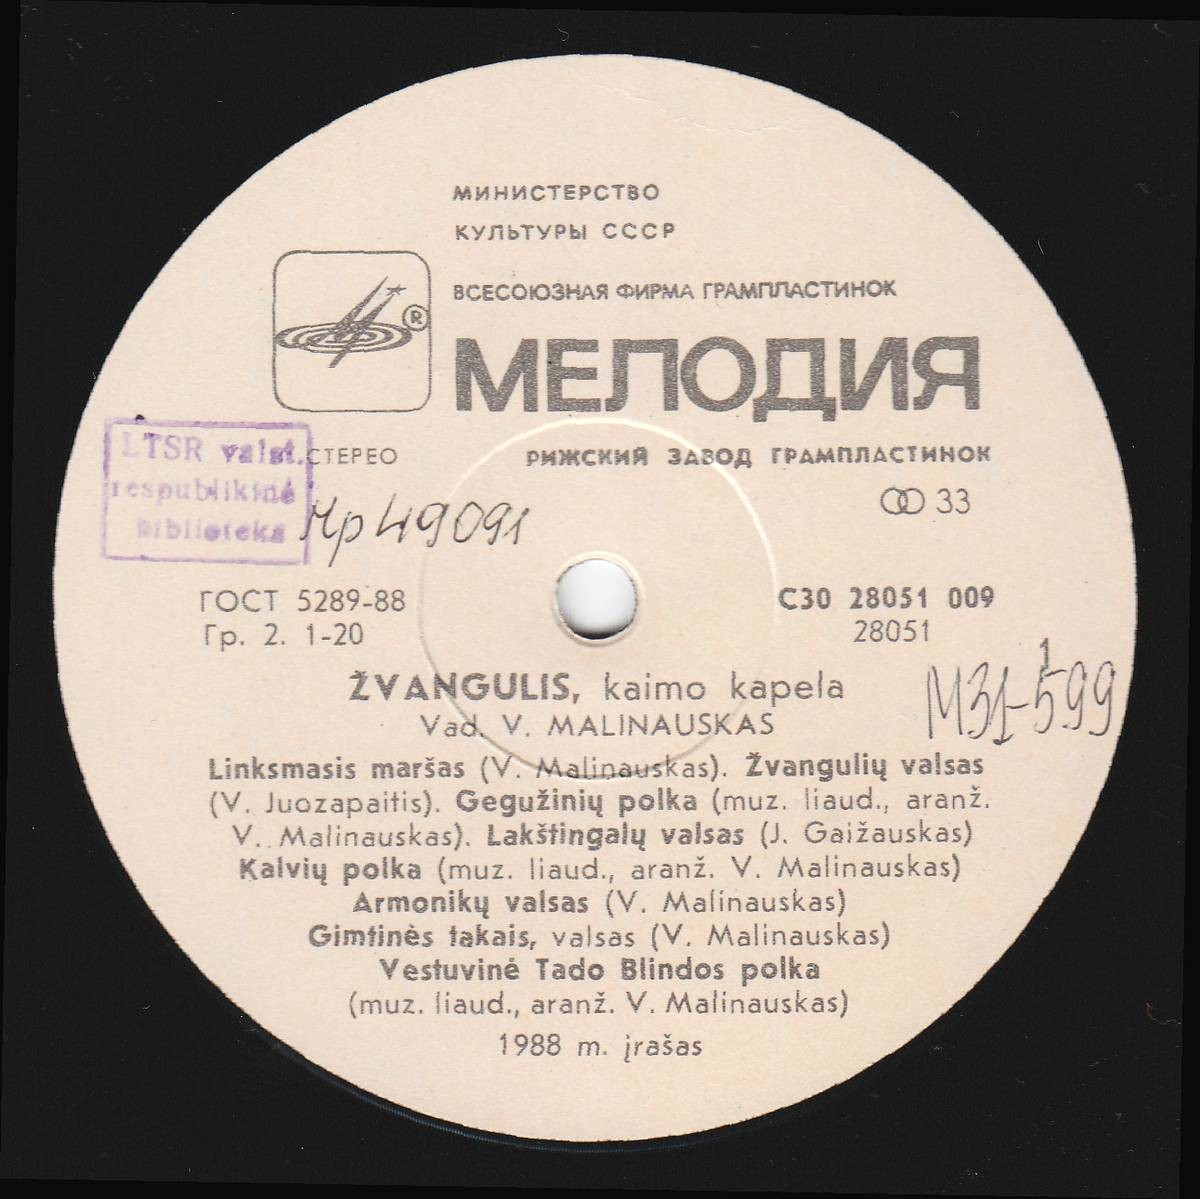 МИНИСТЕРСТВО
КУЛЬТУРЫ СССР
ВСЕСОЮЗНАЯ ФИРМА ГРАМПЛАСТИНОК
®
МЕЛОДИЯ
LTSR valst.
respublikinė
biblioteka
СТЕРЕО
РИЖСКИЙ ЗАВОД ГРАМПЛАСТИНОК
33
Mp 49091
ГОСТ 5289-88
Гр. 2. 1-20
С30 28051 009
28051
M31-599
1
ŽVANGULIS, kaimo kapela
Vad. V. MALINAUSKAS
Linksmasis maršas (V. Malinauskas). Žvangulių valsas
(V. Juozapaitis). Gegužinių polka (muz. liaud., aranž.
V. Malinauskas). Lakštingalų valsas (J. Gaižauskas)
Kalvių polka (muz. liaud., aranž. V. Malinauskas)
Armonikų valsas (V. Malinauskas)
Gimtinės takais, valsas (V. Malinauskas)
Vestuvinė Tado Blindos polka
(muz. liaud., aranž. V. Malinauskas)
1988 m. įrašas